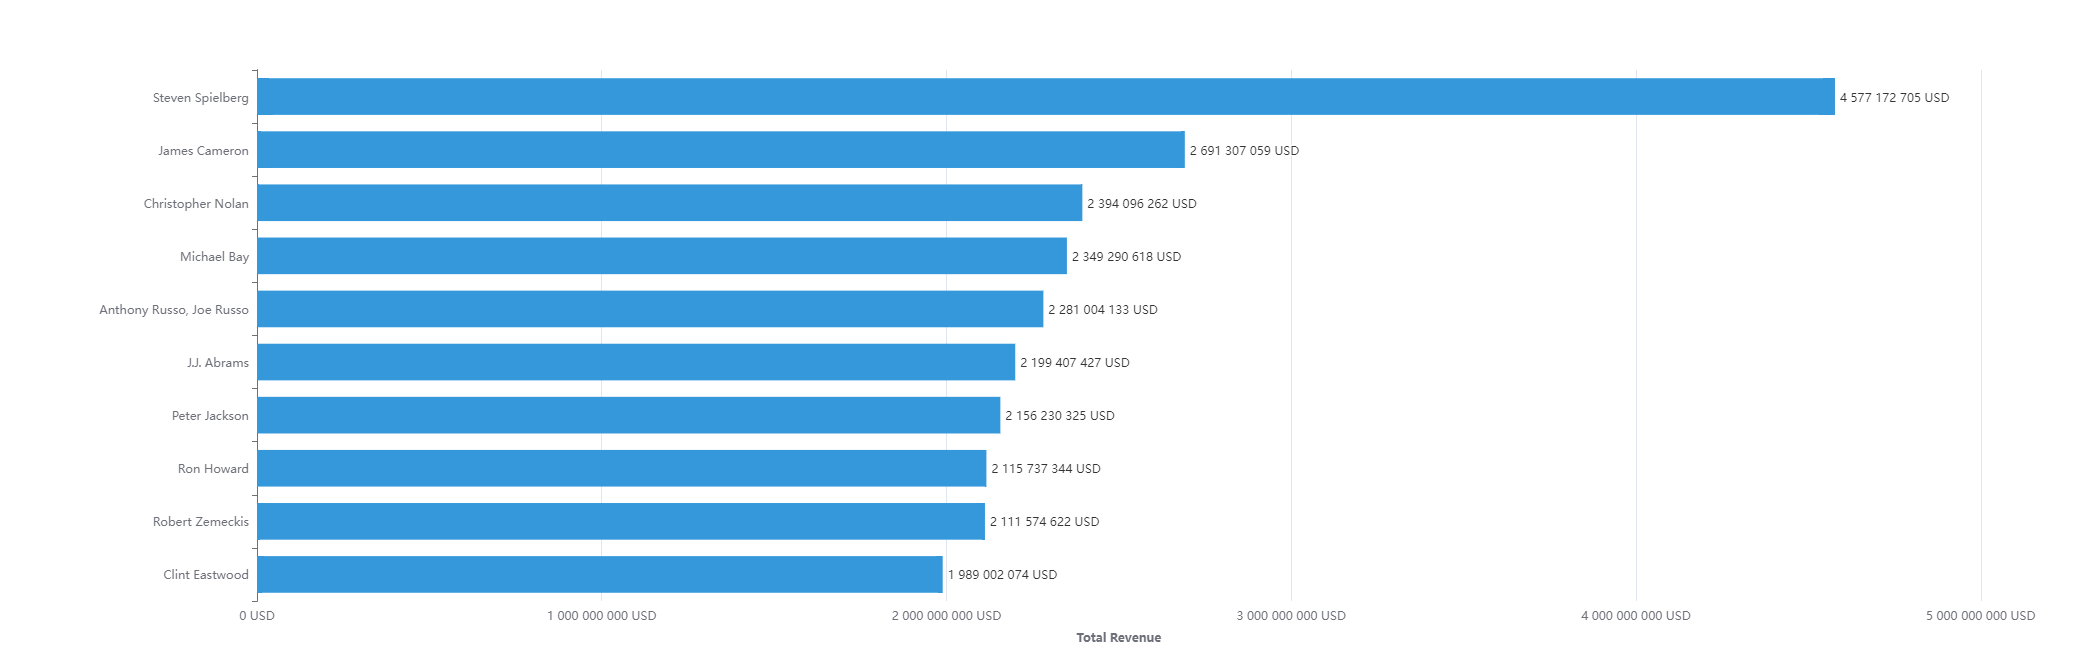 Steven Spielberg 4 577 172 705 USD
James Cameron 2 691 307 059 USD
Christopher Nolan 2 394 096 262 USD
Michael Bay 2 349 290 618 USD
Anthony Russo, Joe Russo 2 281 004 133 USD
J.J. Abrams 2 199 407 427 USD
Peter Jackson 2 156 230 325 USD
Ron Howard 2 115 737 344 USD
Robert Zemeckis 2 111 574 622 USD
Clint Eastwood 1 989 002 074 USD
0 USD 1 000 000 000 USD 2 000 000 000 USD 3 000 000 000 USD 4 000 000 000 USD 5 000 000 000 USD
Total Revenue